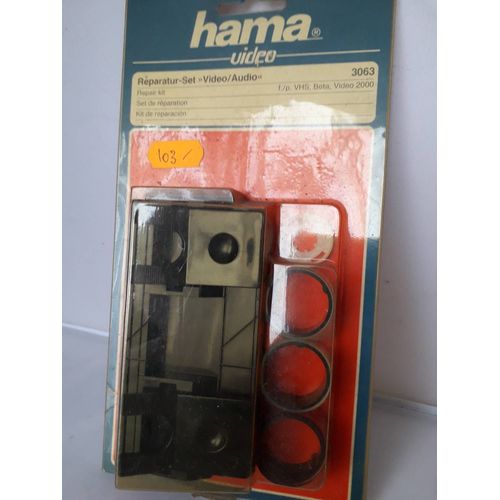 hama®
video
Reparatur-Set »Video/Audio« 3063
Repair kit f./p. VHS, Beta, Video 2000
Set de réparation
Kit de reparación
103/